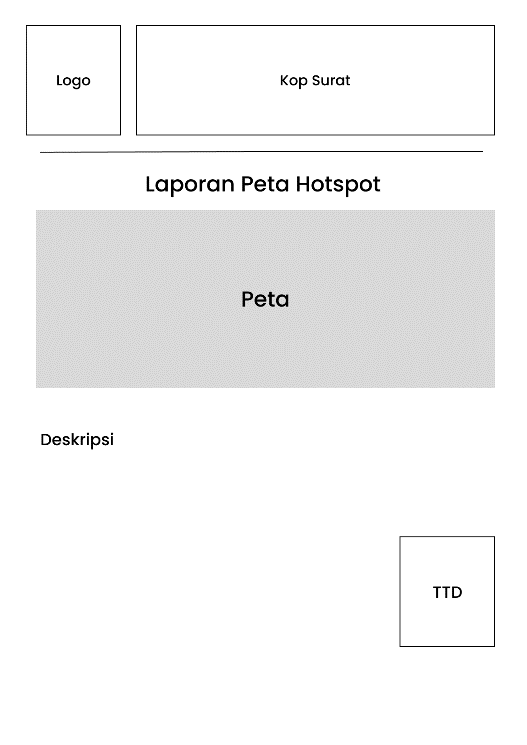 Logo
Kop Surat
Laporan Peta Hotspot
Peta
Deskripsi
TTD